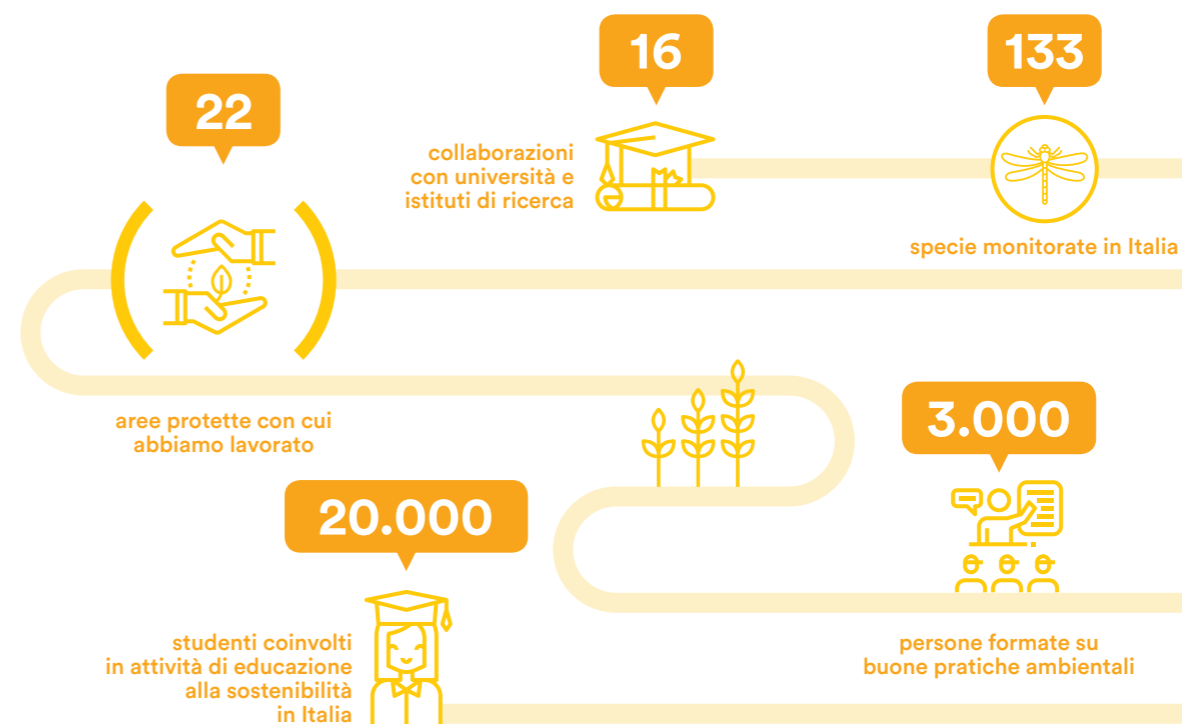 16
collaborazioni
con università e
istituti di ricerca
133
specie monitorate in Italia
22
aree protette con cui
abbiamo lavorato
3.000
persone formate su
buone pratiche ambientali
20.000
studenti coinvolti
in attività di educazione
alla sostenibilità
in Italia